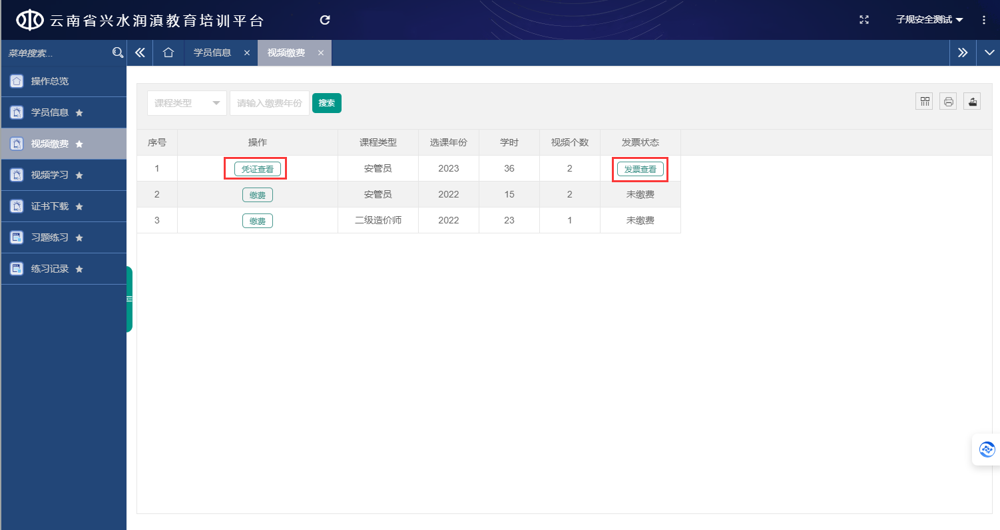 云南省兴水润滇教育培训平台
子规安全测试
菜单搜索...
学员信息
视频缴费
操作总览
学员信息
视频缴费
视频学习
证书下载
习题练习
练习记录
课程类型
请输入缴费年份
搜索
序号 操作 课程类型 选课年份 学时 视频个数 发票状态
1 凭证查看 安管员 2023 36 2 发票查看
2 缴费 安管员 2022 15 2 未缴费
3 缴费 二级造价师 2022 23 1 未缴费